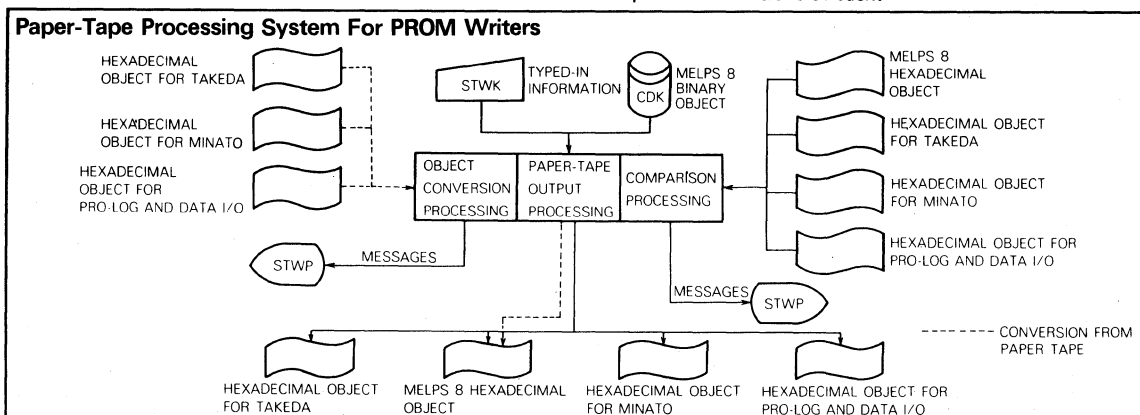 Paper-Tape Processing System For PROM Writers
HEXADECIMAL
OBJECT FOR TAKEDA
HEXADECIMAL
OBJECT FOR MINATO
HEXADECIMAL
OBJECT FOR
PRO-LOG AND DATA I/O
STWK
TYPED-IN
INFORMATION
CDK
MELPS 8
BINARY
OBJECT
OBJECT
CONVERSION
PROCESSING
PAPER-TAPE
OUTPUT
PROCESSING
COMPARISON
PROCESSING
MELPS 8
HEXADECIMAL
OBJECT
HEXADECIMAL OBJECT
FOR TAKEDA
HEXADECIMAL OBJECT
FOR MINATO
HEXADECIMAL OBJECT FOR
PRO-LOG AND DATA I/O
STWP
MESSAGES
MESSAGES
STWP
CONVERSION FROM
PAPER TAPE
HEXADECIMAL OBJECT
FOR TAKEDA
MELPS 8 HEXADECIMAL
OBJECT
HEXADECIMAL OBJECT
FOR MINATO
HEXADECIMAL OBJECT FOR
PRO-LOG AND DATA I/O